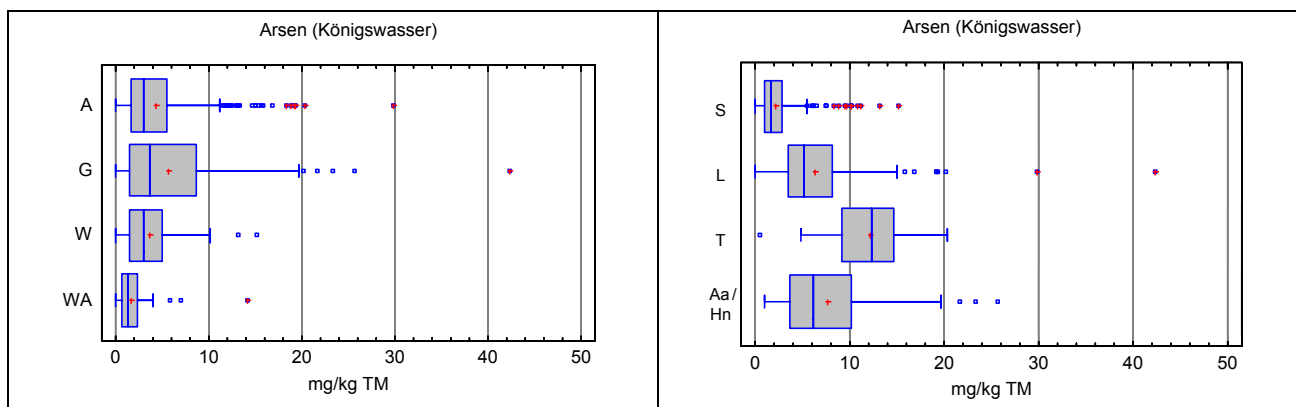 Arsen (Königswasser)
A
G
W
WA
0 10 20 30 40 50
mg/kg TM
Arsen (Königswasser)
S
L
T
Aa/
Hn
0 10 20 30 40 50
mg/kg TM